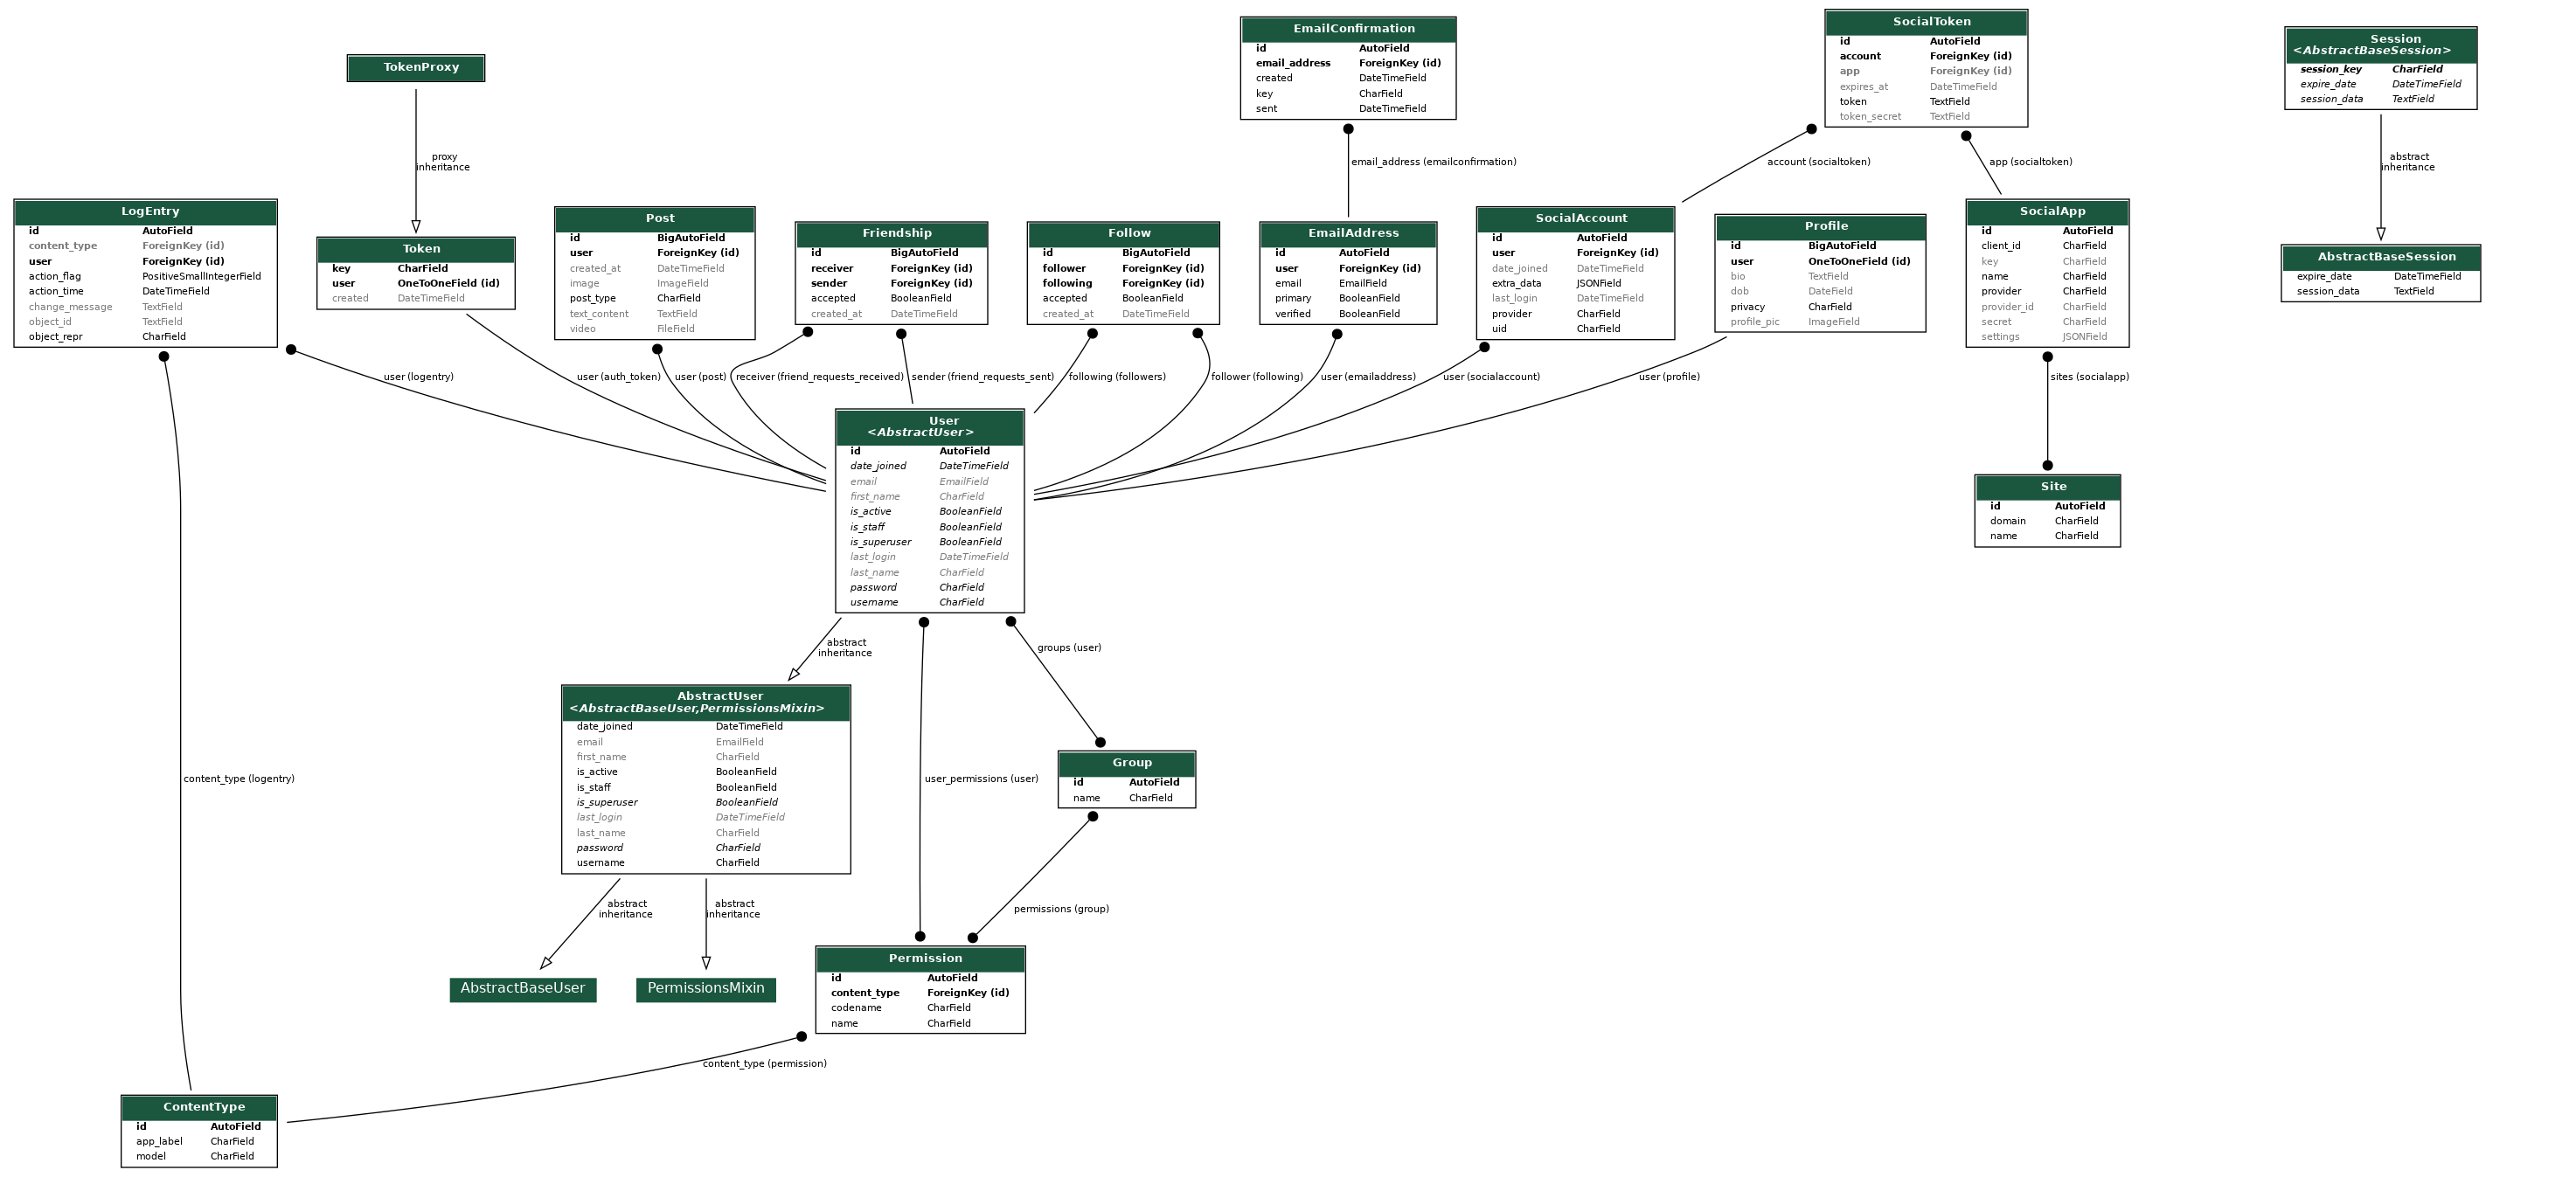 TokenProxy
proxy
inheritance
EmailConfirmation
id AutoField
email_address ForeignKey (id)
created DateTimeField
key CharField
sent DateTimeField
email_address (emailconfirmation)
SocialToken
id AutoField
account ForeignKey (id)
app ForeignKey (id)
expires_at DateTimeField
token TextField
token_secret TextField
account (socialtoken)
app (socialtoken)
Session
<AbstractBaseSession>
session_key CharField
expire_date DateTimeField
session_data TextField
abstract
inheritance
LogEntry
id AutoField
content_type ForeignKey (id)
user ForeignKey (id)
action_flag PositiveSmallIntegerField
action_time DateTimeField
change_message TextField
object_id TextField
object_repr CharField
Token
key CharField
user OneToOneField (id)
created DateTimeField
Post
id BigAutoField
user ForeignKey (id)
created_at DateTimeField
image ImageField
post_type CharField
text_content TextField
video FileField
Friendship
id BigAutoField
receiver ForeignKey (id)
sender ForeignKey (id)
accepted BooleanField
created_at DateTimeField
Follow
id BigAutoField
follower ForeignKey (id)
following ForeignKey (id)
accepted BooleanField
created_at DateTimeField
EmailAddress
id AutoField
user ForeignKey (id)
email EmailField
primary BooleanField
verified BooleanField
SocialAccount
id AutoField
user ForeignKey (id)
date_joined DateTimeField
extra_data JSONField
last_login DateTimeField
provider CharField
uid CharField
Profile
id BigAutoField
user OneToOneField (id)
bio TextField
dob DateField
privacy CharField
profile_pic ImageField
SocialApp
id AutoField
client_id CharField
key CharField
name CharField
provider CharField
provider_id CharField
secret CharField
settings JSONField
AbstractBaseSession
expire_date DateTimeField
session_data TextField
user (logentry)
user (auth_token)
user (post)
receiver (friend_requests_received)
sender (friend_requests_sent)
following (followers)
follower (following)
user (emailaddress)
user (socialaccount)
user (profile)
sites (socialapp)
User
<AbstractUser>
id AutoField
date_joined DateTimeField
email EmailField
first_name CharField
is_active BooleanField
is_staff BooleanField
is_superuser BooleanField
last_login DateTimeField
last_name CharField
password CharField
username CharField
Site
id AutoField
domain CharField
name CharField
abstract
inheritance
groups (user)
AbstractUser
<AbstractBaseUser,PermissionsMixin>
date_joined DateTimeField
email EmailField
first_name CharField
is_active BooleanField
is_staff BooleanField
is_superuser BooleanField
last_login DateTimeField
last_name CharField
password CharField
username CharField
content_type (logentry)
user_permissions (user)
Group
id AutoField
name CharField
abstract
inheritance
abstract
inheritance
permissions (group)
AbstractBaseUser
PermissionsMixin
Permission
id AutoField
content_type ForeignKey (id)
codename CharField
name CharField
content_type (permission)
ContentType
id AutoField
app_label CharField
model CharField